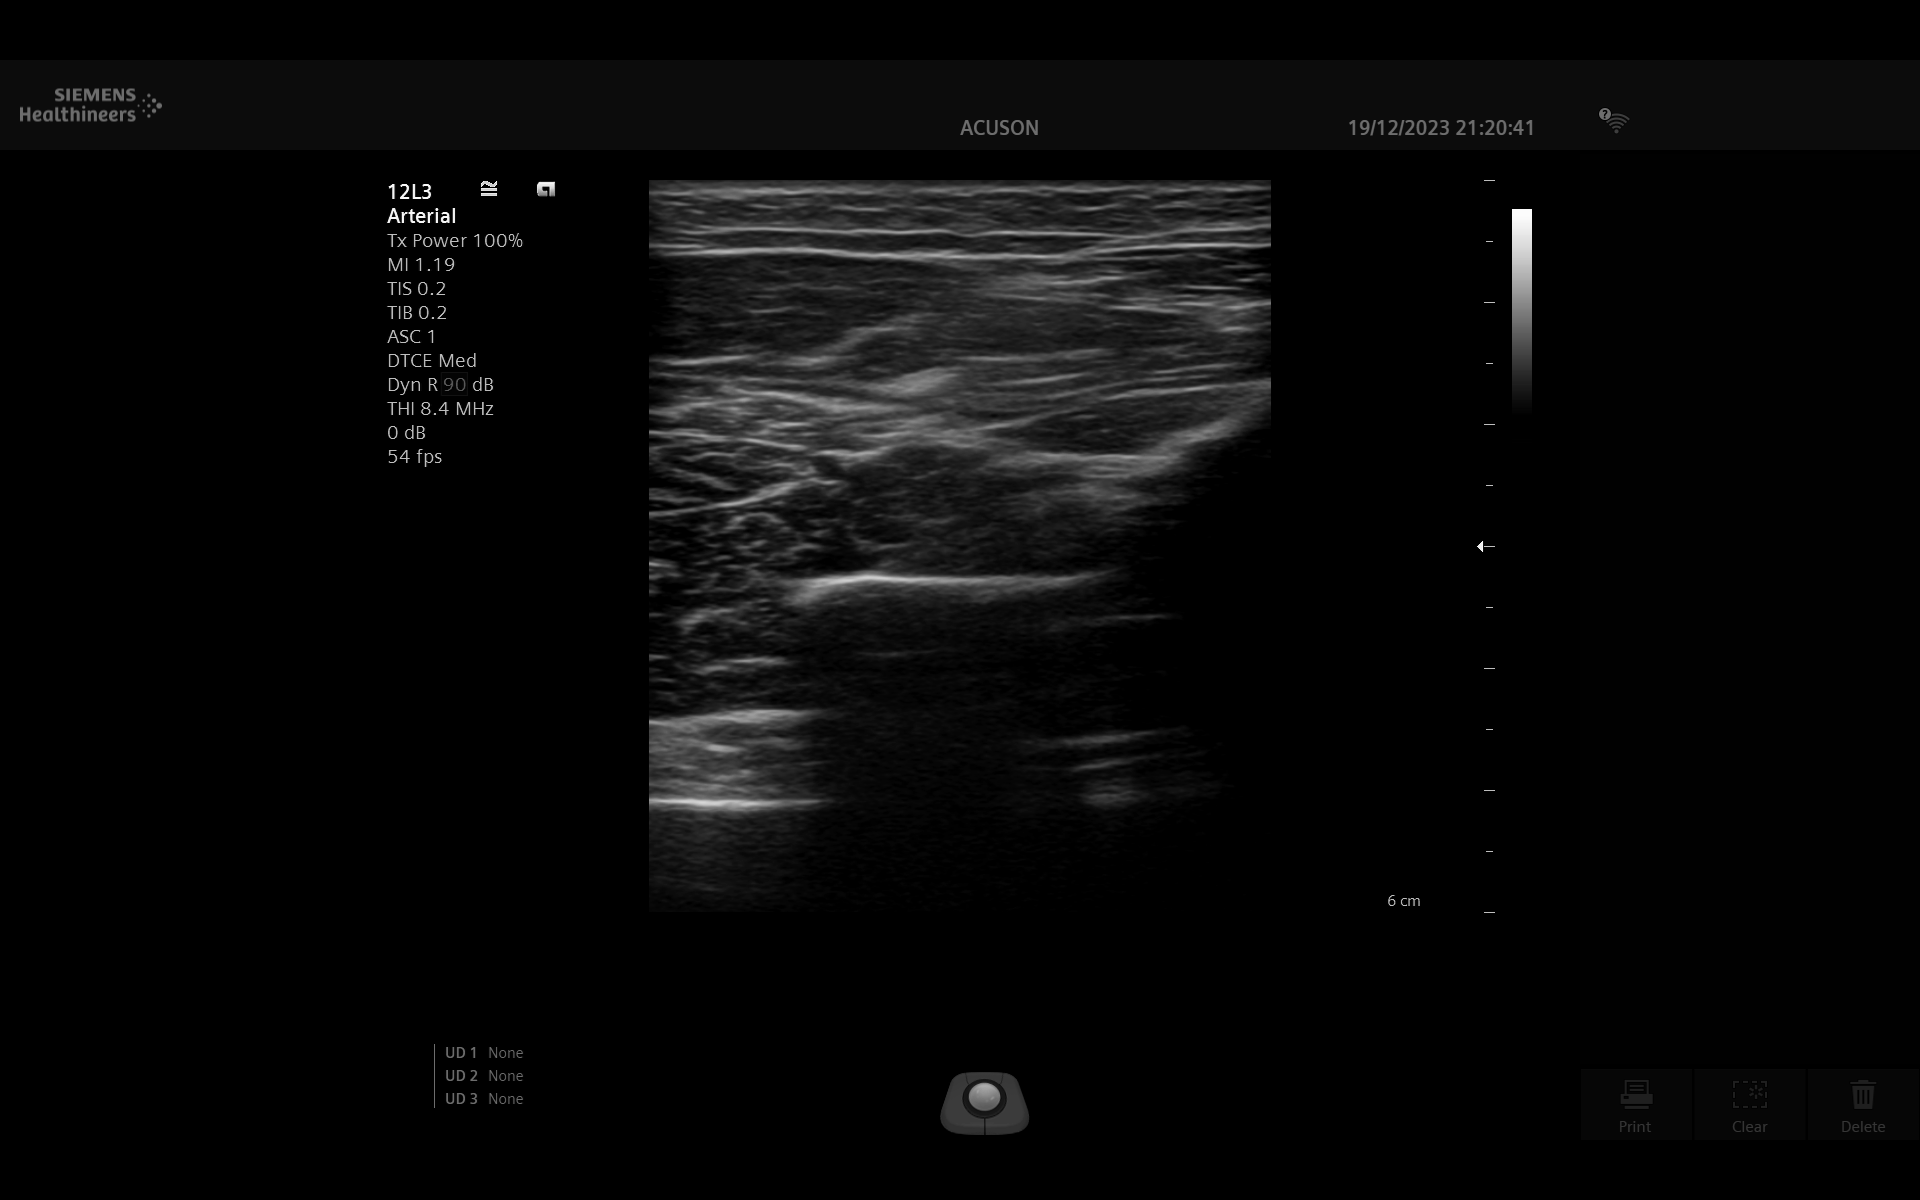 SIEMENS
Healthineers
ACUSON
19/12/2023 21:20:41
?
12L3
Arterial
Tx Power 100%
MI 1.19
TIS 0.2
TIB 0.2
ASC 1
DTCE Med
Dyn R 90 dB
THI 8.4 MHz
0 dB
54 fps
6 cm
UD 1 None
UD 2 None
UD 3 None
Print
Clear
Delete